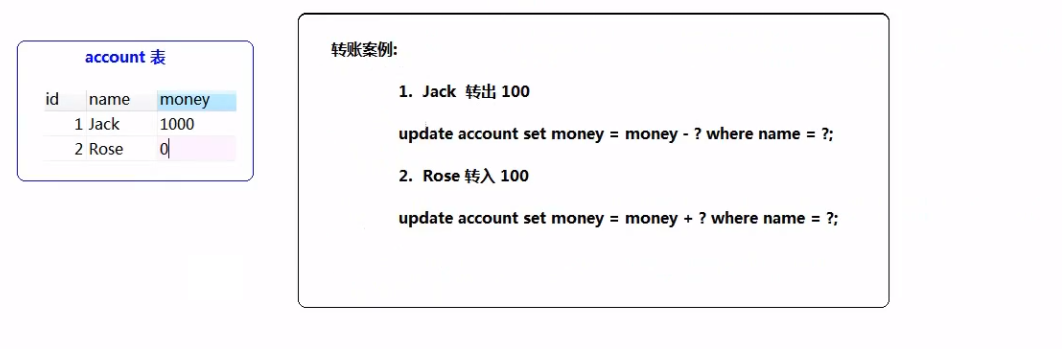 account 表
id name money
1 Jack 1000
2 Rose 0
转账案例:
1. Jack 转出 100
update account set money = money - ? where name = ?;
2. Rose 转入 100
update account set money = money + ? where name = ?;